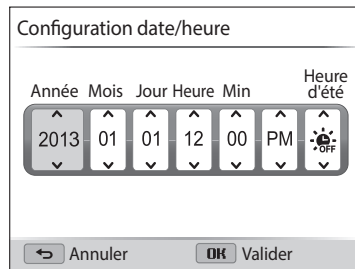 Configuration date/heure
Année Mois Jour Heure Min Heure d'été
2013 01 01 12 00 PM OFF
Annuler OK Valider